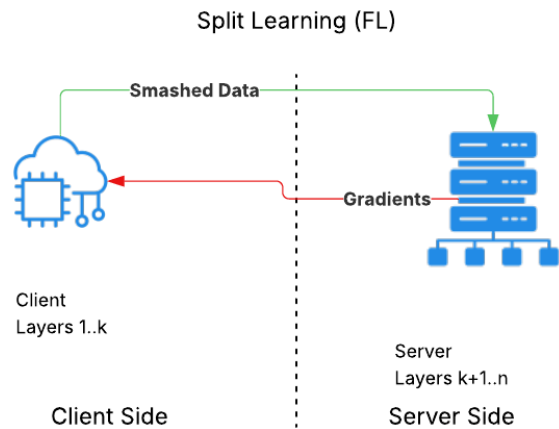 Split Learning (FL)
Smashed Data
Gradients
Client
Layers 1..k
Server
Layers k+1..n
Client Side
Server Side